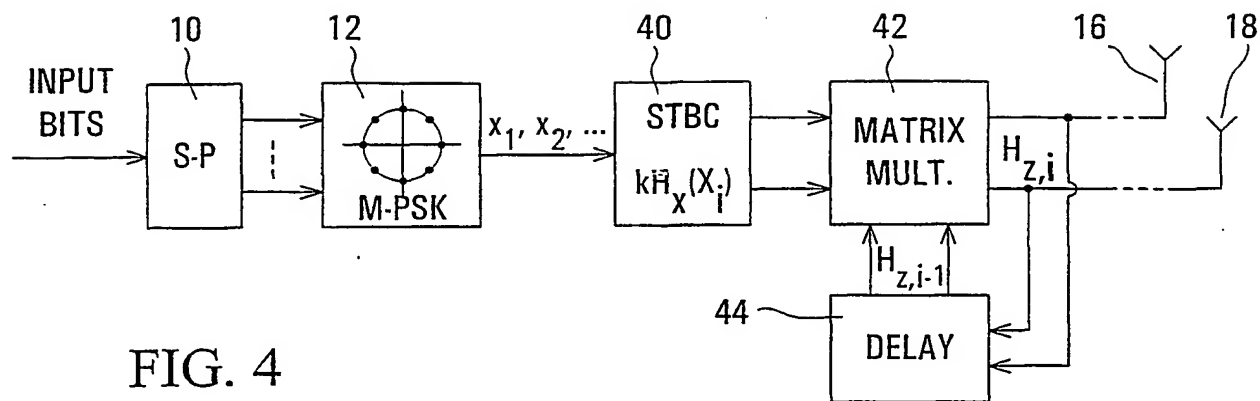 10
12
40
42
16
18
INPUT
BITS
S-P
M-PSK
x1, x2, ...
STBC
kHx(Xi)
MATRIX
MULT.
Hz,i
Hz,i-1
44
DELAY
FIG. 4